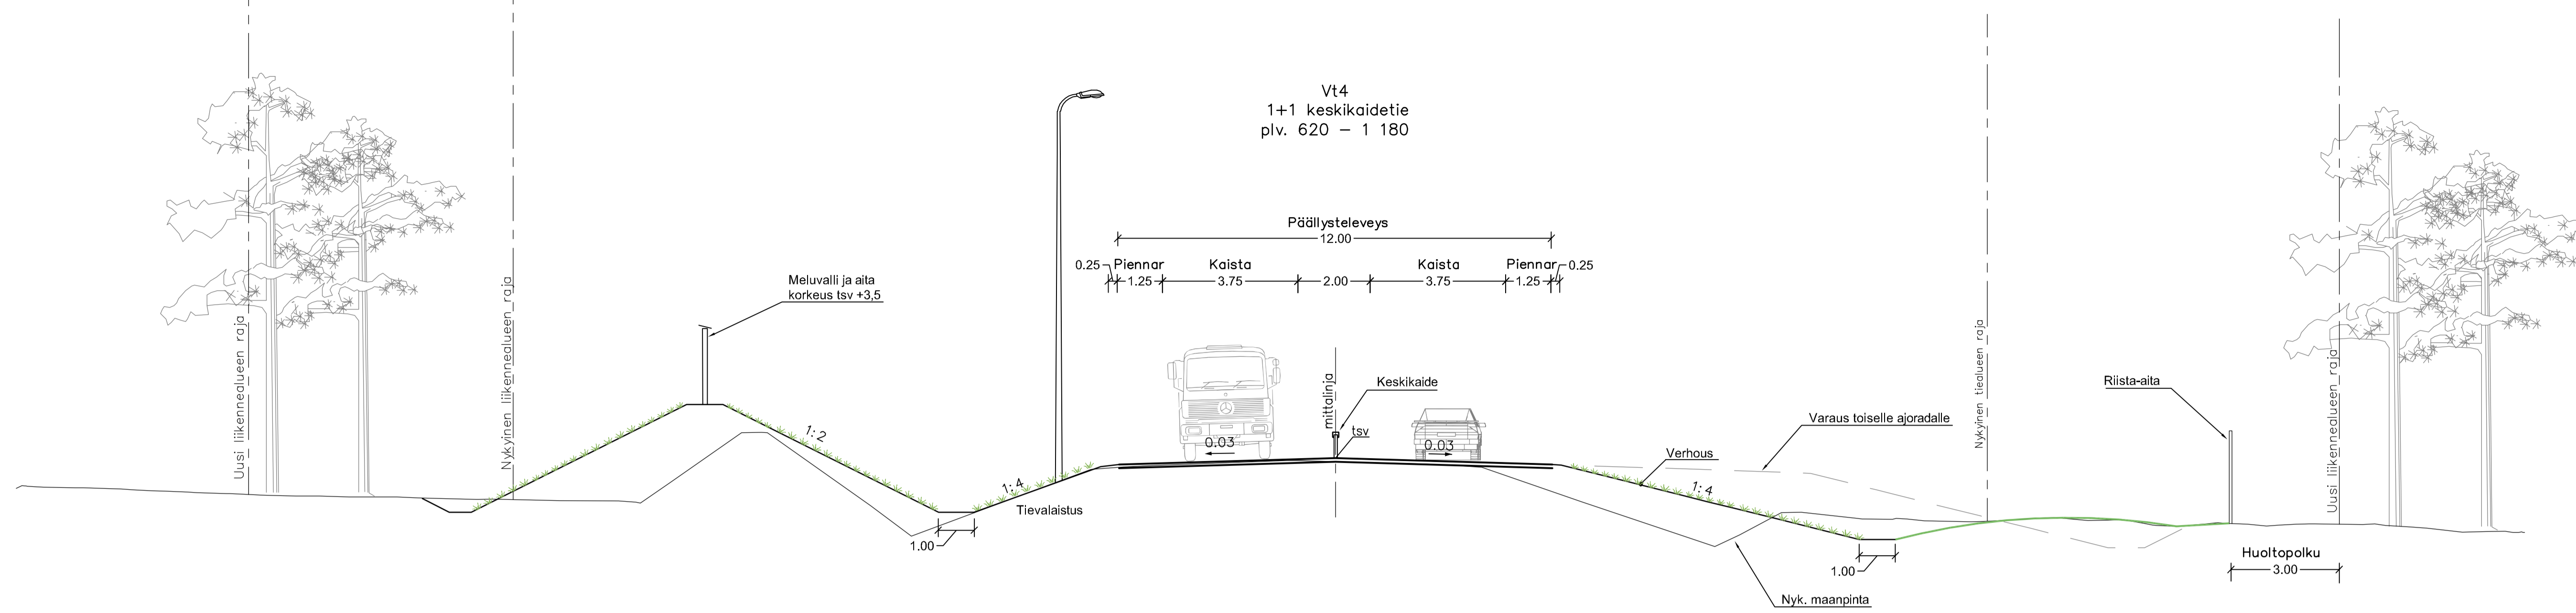 Vt4
1+1 keskikaidetie
plv. 620 – 1 180
Päällysteleveys
12.00
0.25
Piennar
Kaista
Kaista
Piennar
0.25
1.25
3.75
2.00
3.75
1.25
Meluvalli ja aita
korkeus tsv +3,5
Uusi liikennealueen raja
Nykyinen liikennealueen raja
1:2
1:4
Tievalaistus
1.00
0.03
mittalinja
Keskikaide
tsv
0.03
Varaus toiselle ajoradalle
Verhous
1:4
1.00
Nyk. maanpinta
Nykyinen tiealueen raja
Riista-aita
Uusi liikennealueen raja
Huoltopolku
3.00